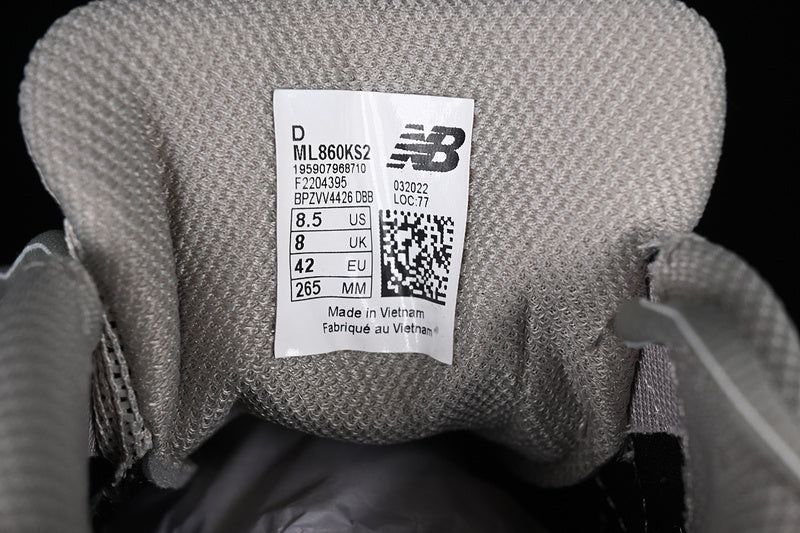 D
ML860KS2
195907968710
F2204395
BPZVV4426 DBB
NB
032022
LOC:77
8.5 US
8 UK
42 EU
265 MM
Made in Vietnam
Fabriqué au Vietnam